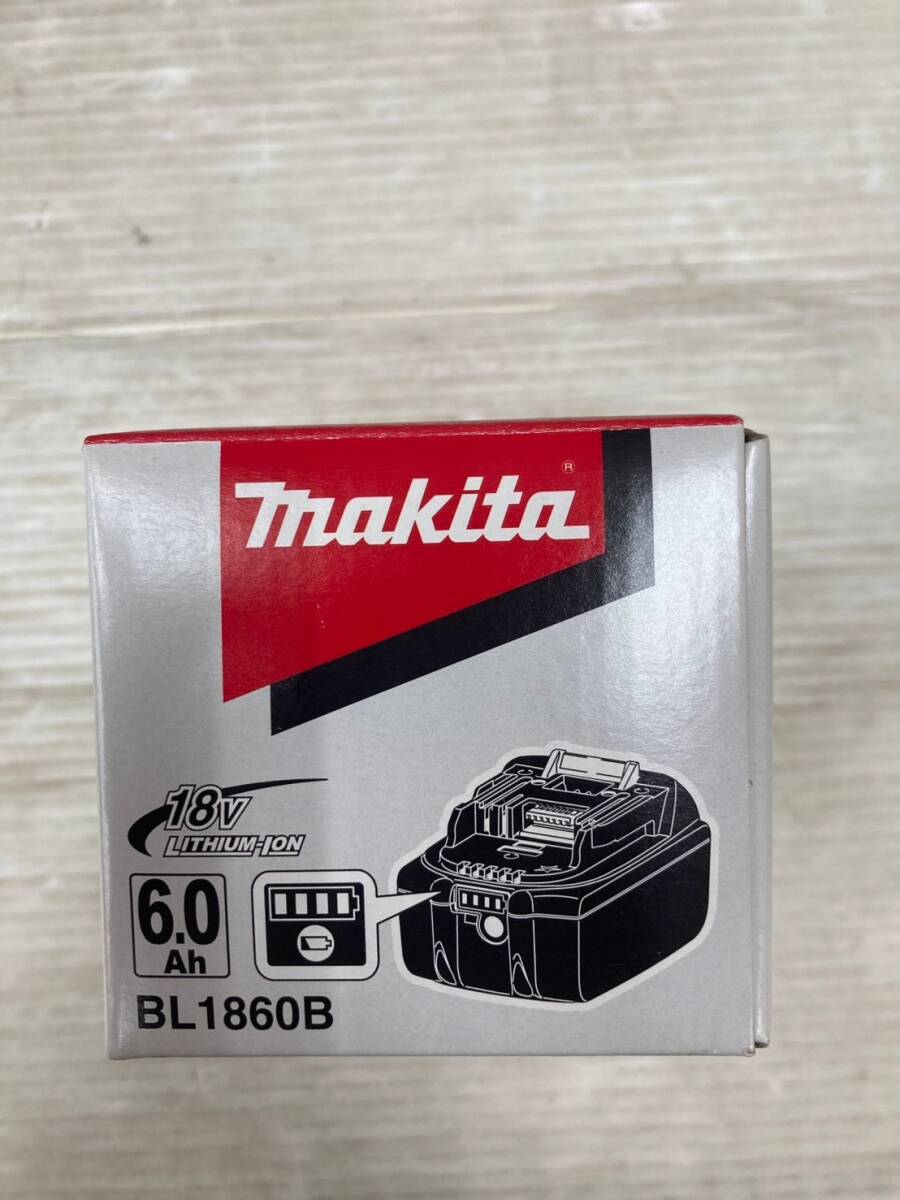 makita®
18V
LITHIUM-ION
6.0
Ah
BL1860B